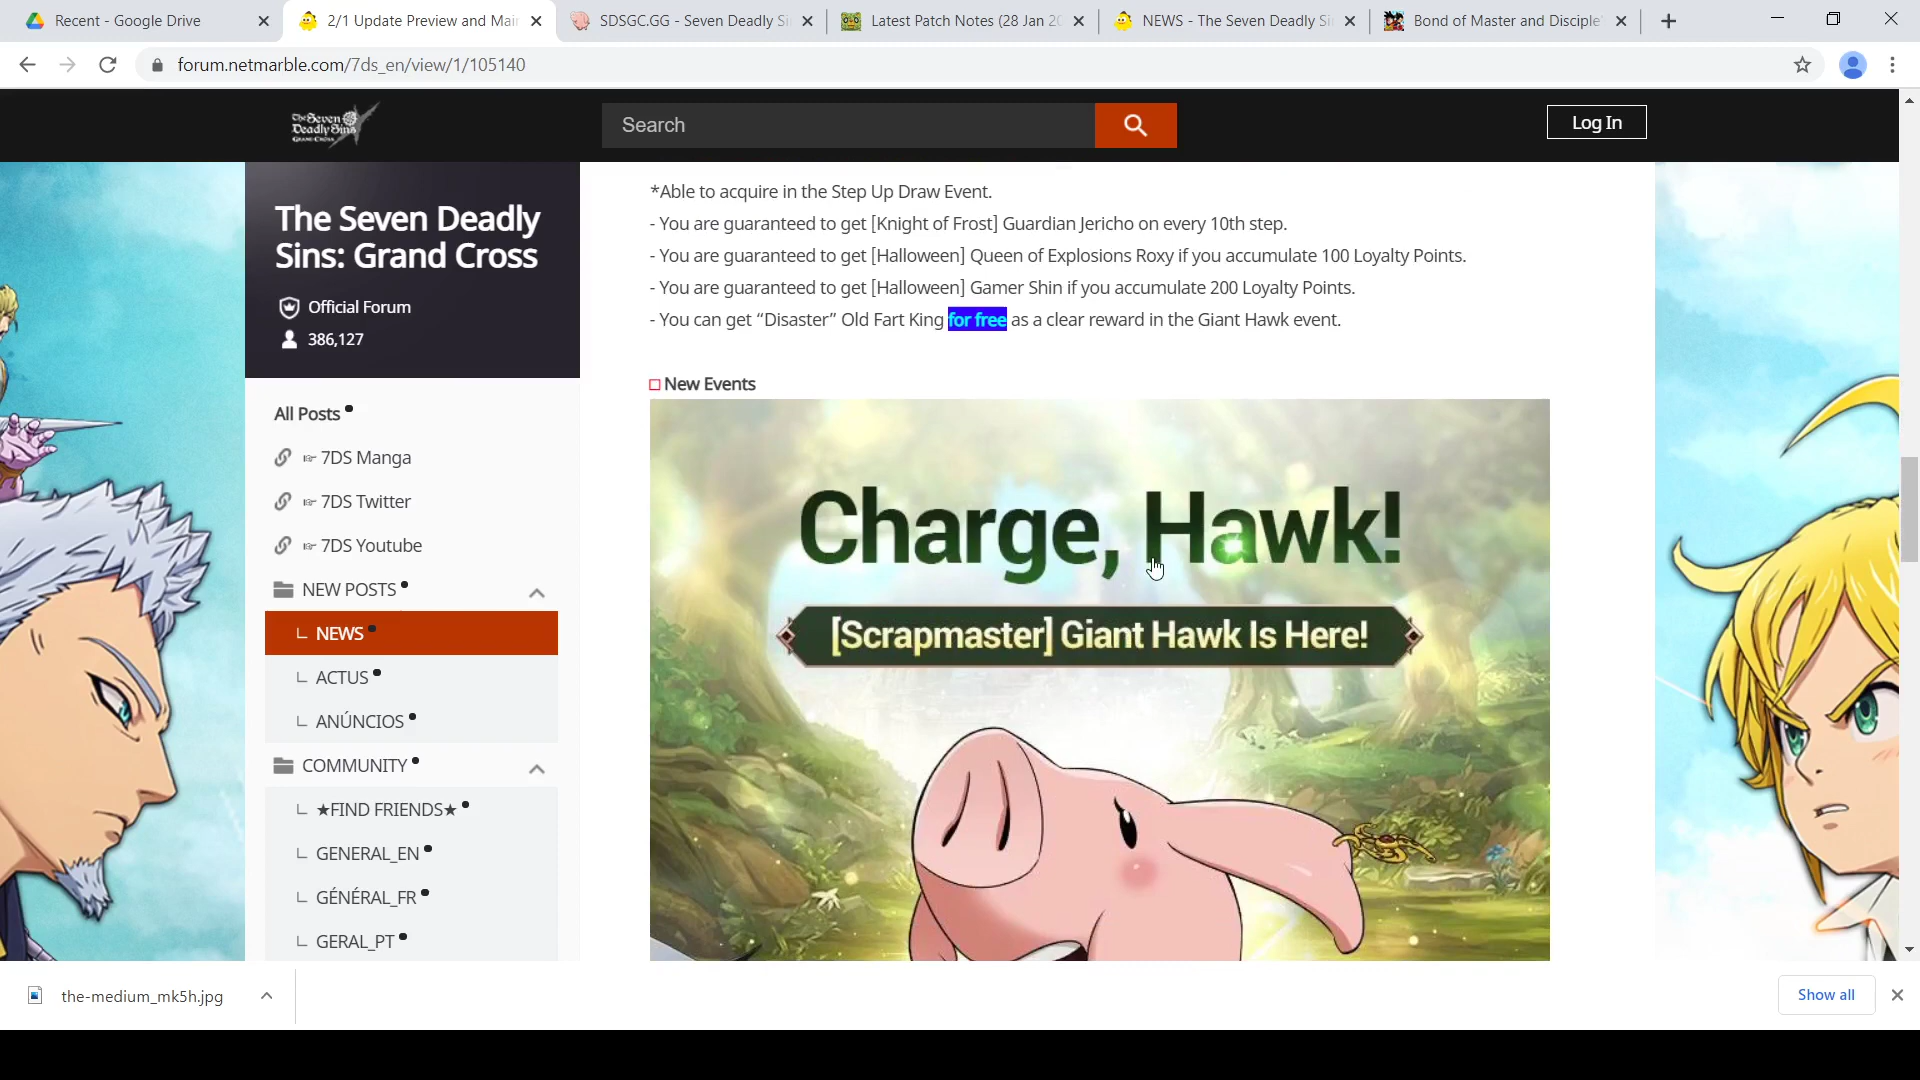 Recent - Google Drive
2/1 Update Preview and Mai
SDSGC.GG - Seven Deadly Si
Latest Patch Notes (28 Jan 20
NEWS - The Seven Deadly Si
Bond of Master and Disciple"
forum.netmarble.com/7ds_en/view/1/105140
The Seven
Deadly Sins
GRAND CROSS
Search
Log In
The Seven Deadly
Sins: Grand Cross
Official Forum
386,127
All Posts
☞ 7DS Manga
☞ 7DS Twitter
☞ 7DS Youtube
NEW POSTS
NEWS
ACTUS
ANÚNCIOS
COMMUNITY
★FIND FRIENDS★
GENERAL_EN
GÉNÉRAL_FR
GERAL_PT
*Able to acquire in the Step Up Draw Event.
- You are guaranteed to get [Knight of Frost] Guardian Jericho on every 10th step.
- You are guaranteed to get [Halloween] Queen of Explosions Roxy if you accumulate 100 Loyalty Points.
- You are guaranteed to get [Halloween] Gamer Shin if you accumulate 200 Loyalty Points.
- You can get “Disaster” Old Fart King for free as a clear reward in the Giant Hawk event.
□ New Events
Charge, Hawk!
[Scrapmaster] Giant Hawk Is Here!
the-medium_mk5h.jpg
Show all